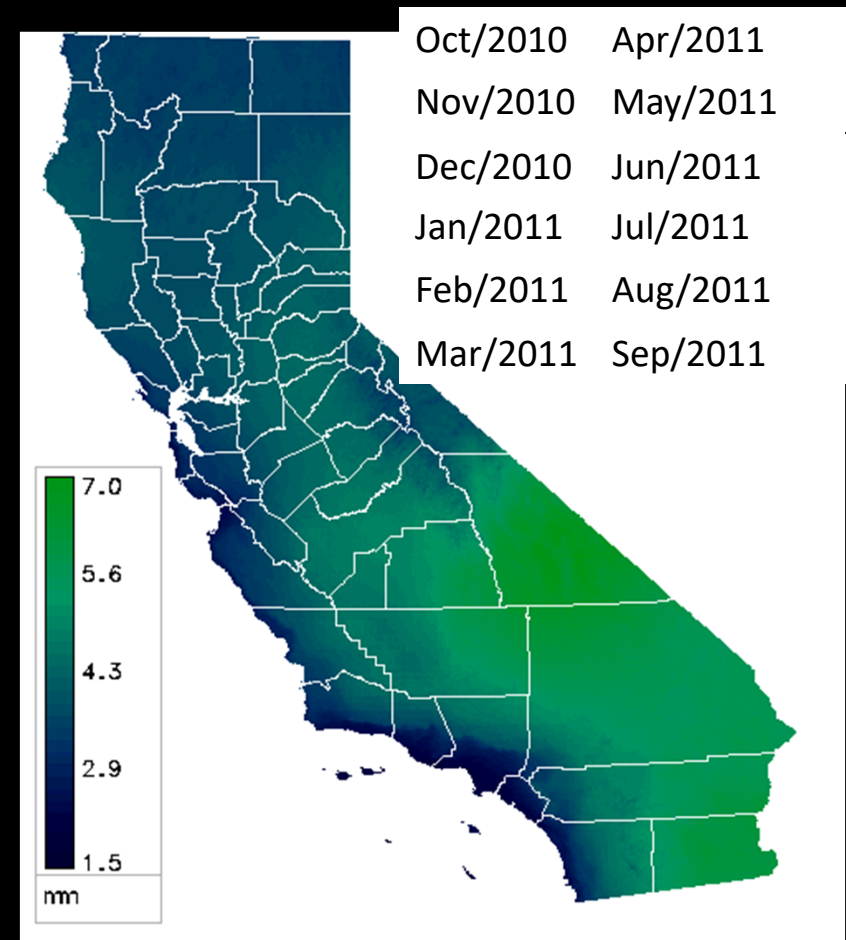 Oct/2010 Apr/2011
Nov/2010 May/2011
Dec/2010 Jun/2011
Jan/2011 Jul/2011
Feb/2011 Aug/2011
Mar/2011 Sep/2011
7.0
5.6
4.3
2.9
1.5
mm